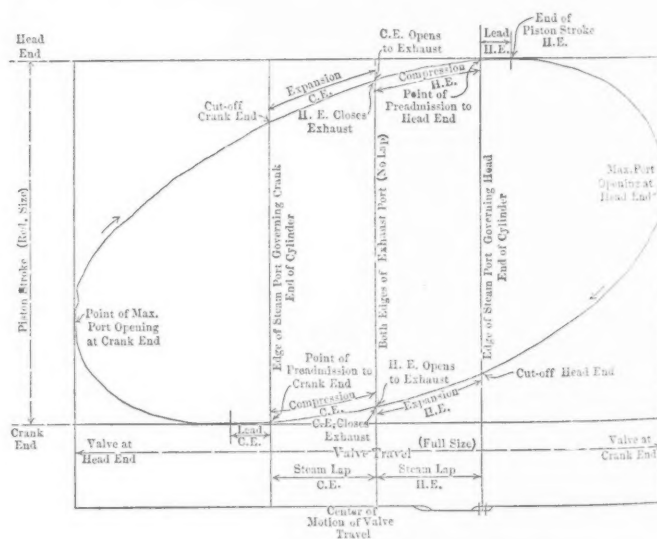 Head
End
C.E. Opens
to Exhaust
Lead
H.E.
End of
Piston Stroke
H.E.
Expansion
C.E.
Compression
H.E.
Cut-off
Crank End
H. E. Closes
Exhaust
Point of
Preadmission to
Head End
Max. Port
Opening at
Head End
Piston Stroke (Red. Size)
Edge of Steam Port Governing Crank
End of Cylinder
Both Edges of Exhaust Port (No Lap)
Edge of Steam Port Governing Head
End of Cylinder
Point of Max.
Port Opening
at Crank End
Point of
Preadmission to
Crank End
Compression
C.E.
H. E. Opens
to Exhaust
Expansion
H.E.
Cut-off Head End
C.E. Closes
Exhaust
Crank
End
Lead
C.E.
Valve at
Head End
Valve Travel
(Full Size)
Valve at
Crank End
Steam Lap
C.E.
Steam Lap
H.E.
Center of
Motion of Valve
Travel